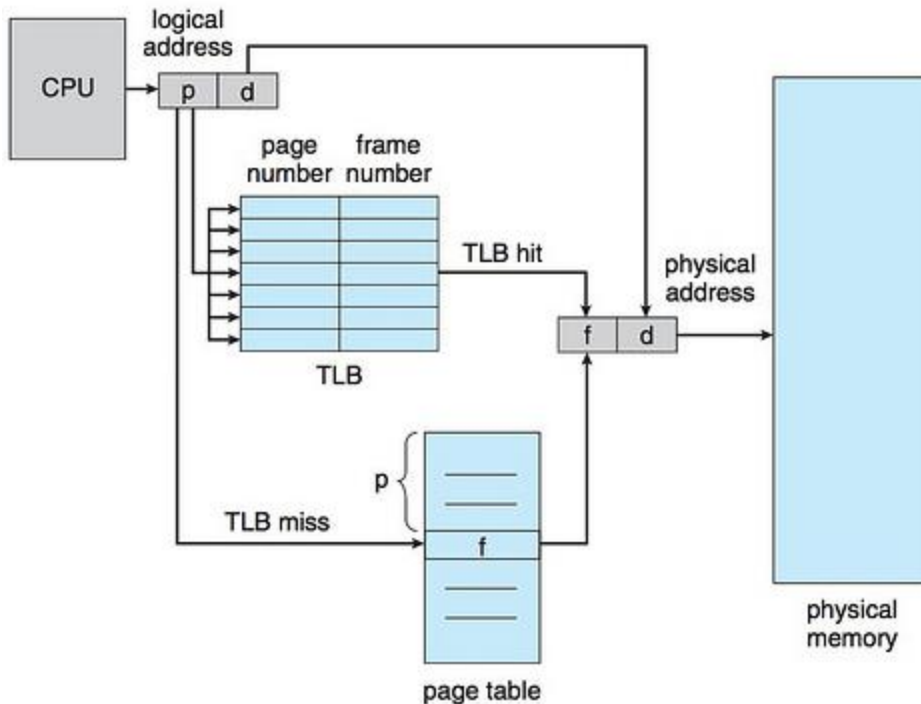 logical
address
CPU
p
d
page
number
frame
number
TLB hit
physical
address
f
d
TLB
p
TLB miss
f
physical
memory
page table